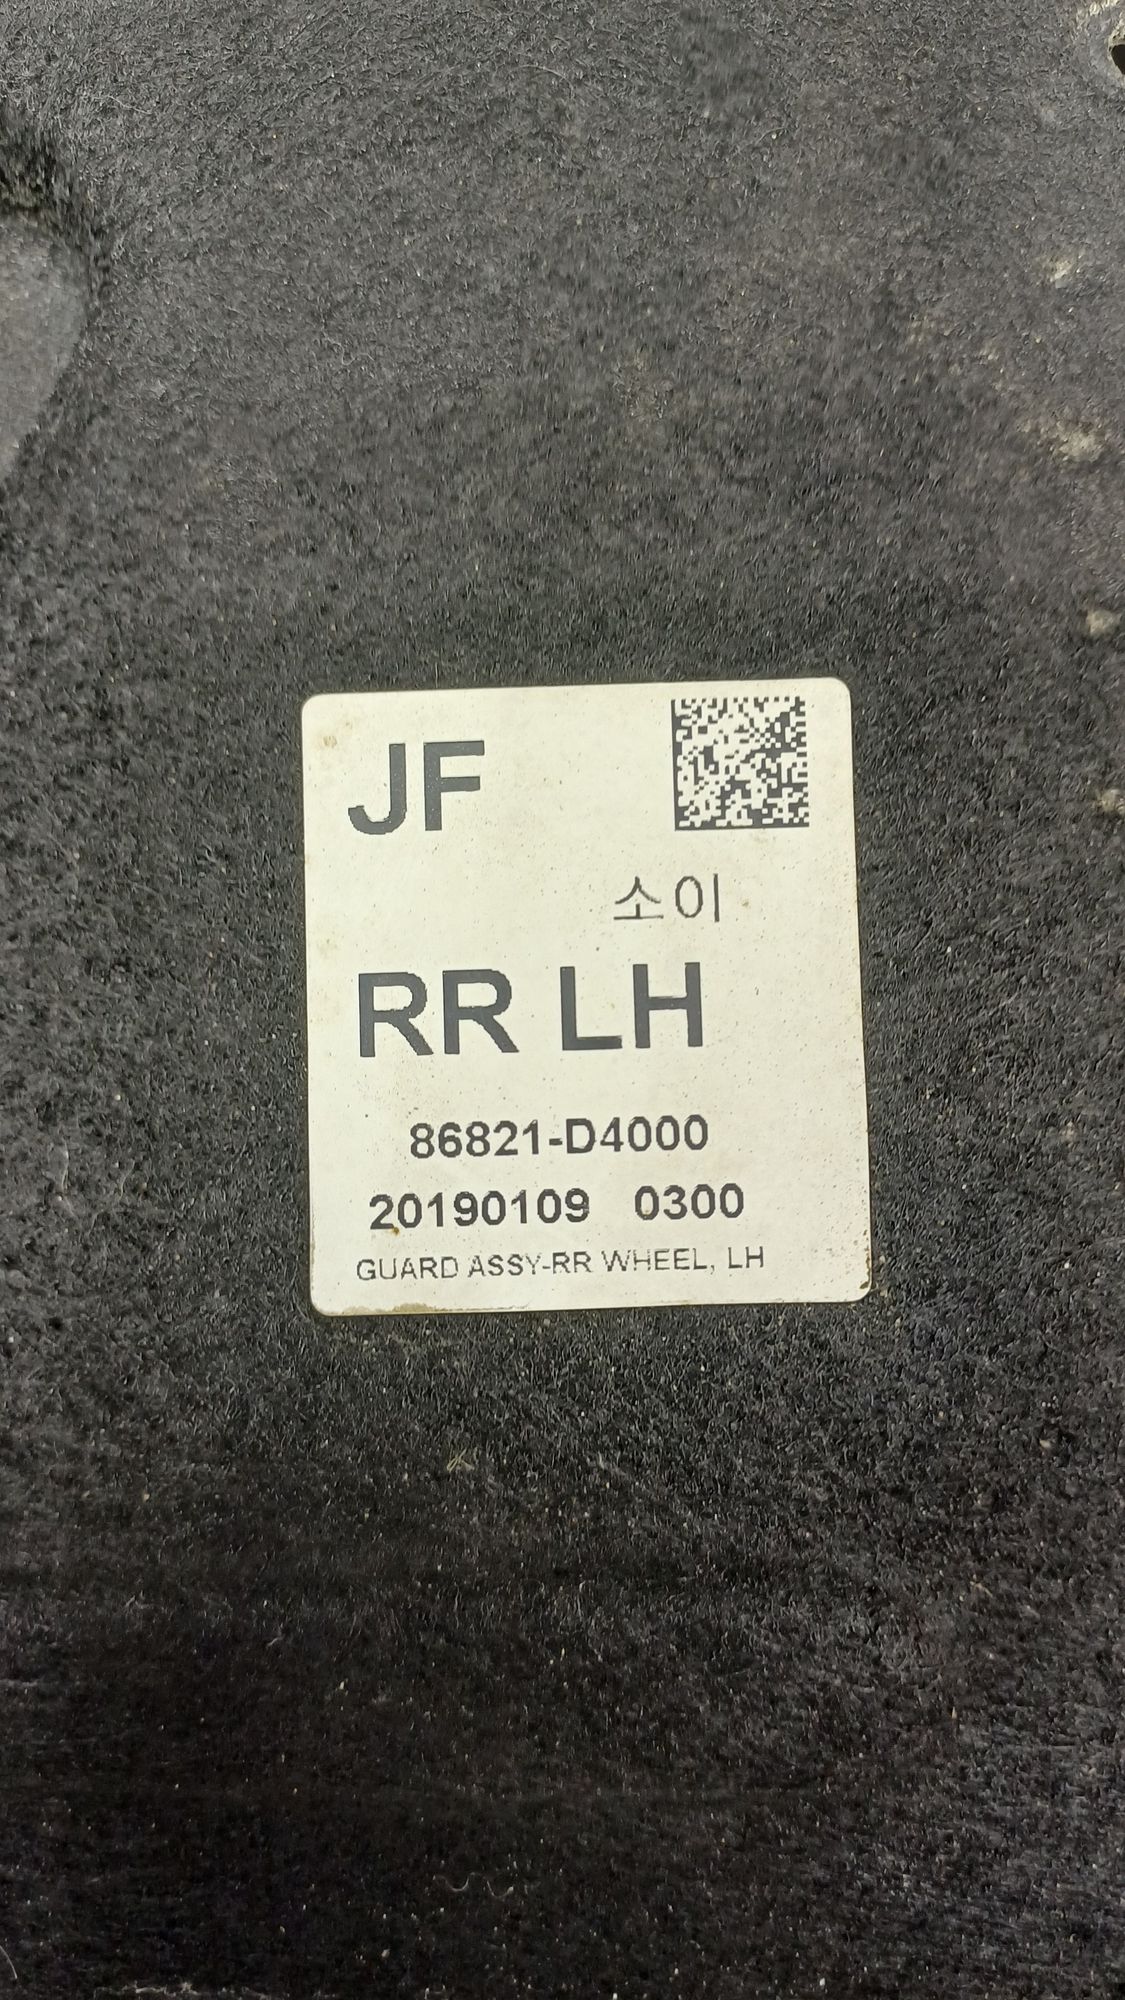 JF
소이
RR LH
86821-D4000
20190109 0300
GUARD ASSY-RR WHEEL, LH